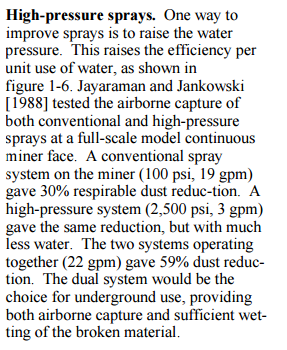 High-pressure sprays.  One way to
improve sprays is to raise the water
pressure.  This raises the efficiency per
unit use of water, as shown in
figure 1-6. Jayaraman and Jankowski
[1988] tested the airborne capture of
both conventional and high-pressure
sprays at a full-scale model continuous
miner face.  A conventional spray
system on the miner (100 psi, 19 gpm)
gave 30% respirable dust reduc-tion.  A
high-pressure system (2,500 psi, 3 gpm)
gave the same reduction, but with much
less water.  The two systems operating
together (22 gpm) gave 59% dust reduc-
tion.  The dual system would be the
choice for underground use, providing
both airborne capture and sufficient wet-
ting of the broken material.